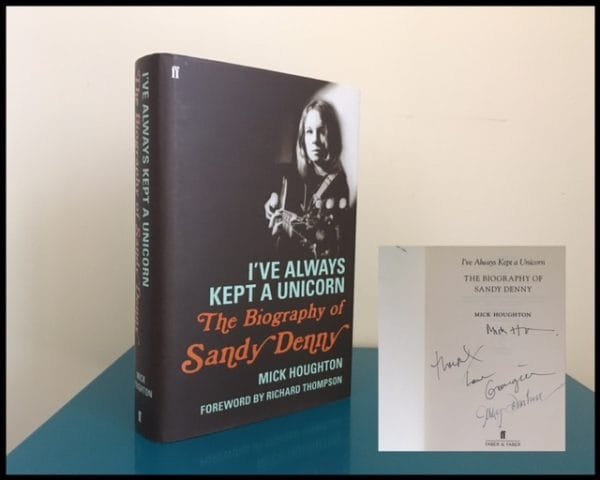 ff
I'VE ALWAYS KEPT A UNICORN
The Biography of Sandy Denny
MICK
HOUGHTON
ff
I'VE ALWAYS
KEPT A UNICORN
The Biography of
Sandy Denny
MICK HOUGHTON
FOREWORD BY RICHARD THOMPSON
I've Always Kept a Unicorn
THE BIOGRAPHY OF
SANDY DENNY
MICK HOUGHTON
Love Georgia
ff
FABER & FABER